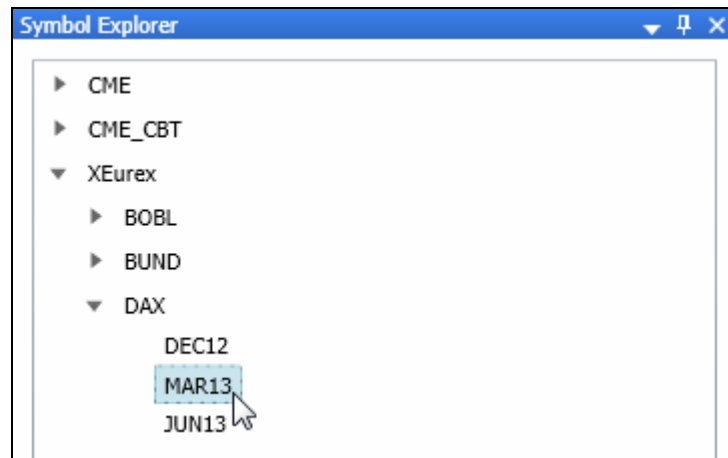 Symbol Explorer
CME
CME_CBT
XEurex
BOBL
BUND
DAX
DEC12
MAR13
JUN13